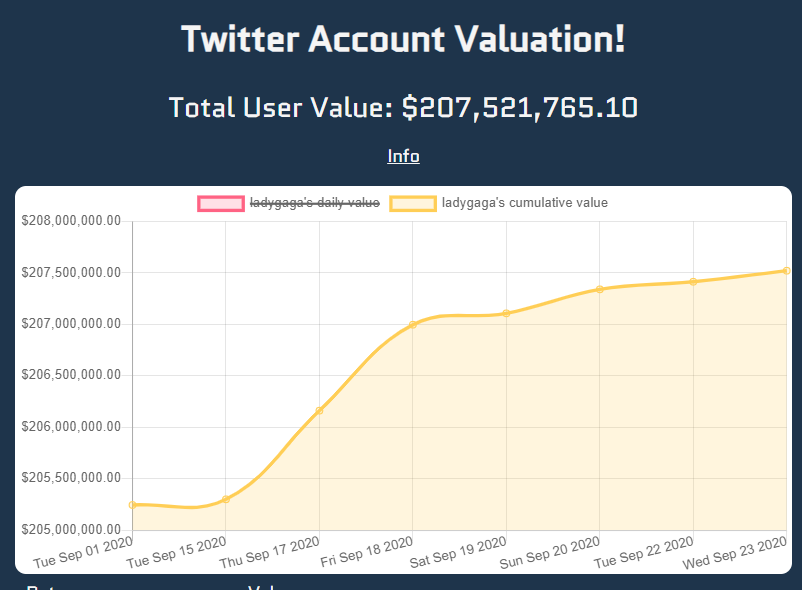 Twitter Account Valuation!
Total User Value: $207,521,765.10
Info
ladygaga's daily value ladygaga's cumulative value
$208,000,000.00
$207,500,000.00
$207,000,000.00
$206,500,000.00
$206,000,000.00
$205,500,000.00
$205,000,000.00
Tue Sep 01 2020
Tue Sep 15 2020
Thu Sep 17 2020
Fri Sep 18 2020
Sat Sep 19 2020
Sun Sep 20 2020
Tue Sep 22 2020
Wed Sep 23 2020